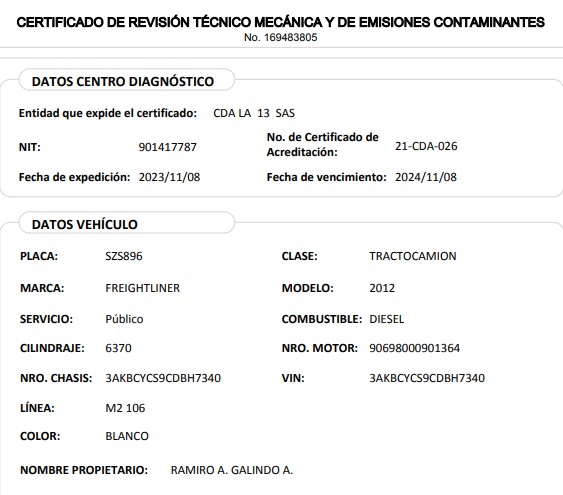 CERTIFICADO DE REVISIÓN TÉCNICO MECÁNICA Y DE EMISIONES CONTAMINANTES
No. 169483805
DATOS CENTRO DIAGNÓSTICO
Entidad que expide el certificado: CDA LA 13 SAS
NIT: 901417787 No. de Certificado de Acreditación: 21-CDA-026
Fecha de expedición: 2023/11/08 Fecha de vencimiento: 2024/11/08
DATOS VEHÍCULO
PLACA: SZS896 CLASE: TRACTOCAMION
MARCA: FREIGHTLINER MODELO: 2012
SERVICIO: Público COMBUSTIBLE: DIESEL
CILINDRAJE: 6370 NRO. MOTOR: 90698000901364
NRO. CHASIS: 3AKBCYCS9CDBH7340 VIN: 3AKBCYCS9CDBH7340
LÍNEA: M2 106
COLOR: BLANCO
NOMBRE PROPIETARIO: RAMIRO A. GALINDO A.